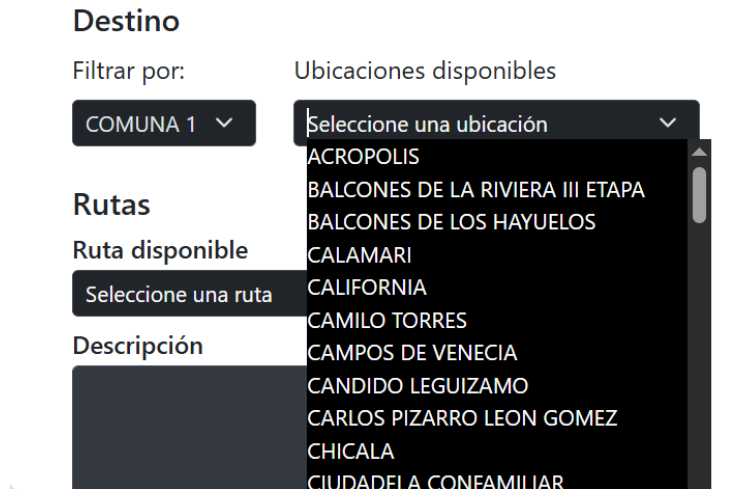 Destino
Filtrar por: Ubicaciones disponibles
COMUNA 1 Seleccione una ubicación
ACROPOLIS
BALCONES DE LA RIVIERA III ETAPA
BALCONES DE LOS HAYUELOS
CALAMARI
CALIFORNIA
CAMILO TORRES
CAMPOS DE VENECIA
CANDIDO LEGUIZAMO
CARLOS PIZARRO LEON GOMEZ
CHICALA
CIUDADELA CONFAMILIAR
Rutas
Ruta disponible
Seleccione una ruta
Descripción